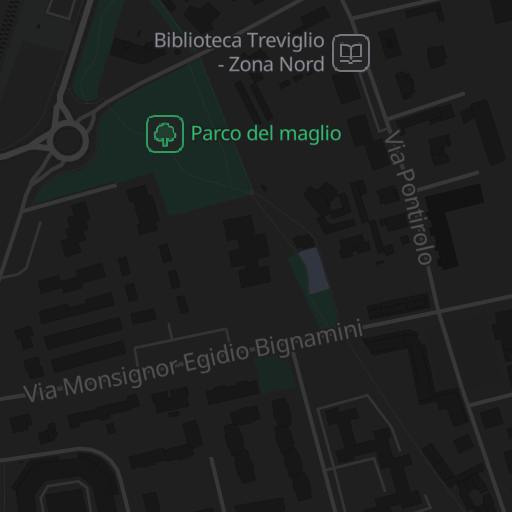 Biblioteca Treviglio
- Zona Nord
Parco del maglio
Via Pontirolo
Via Monsignor Egidio Bignamini